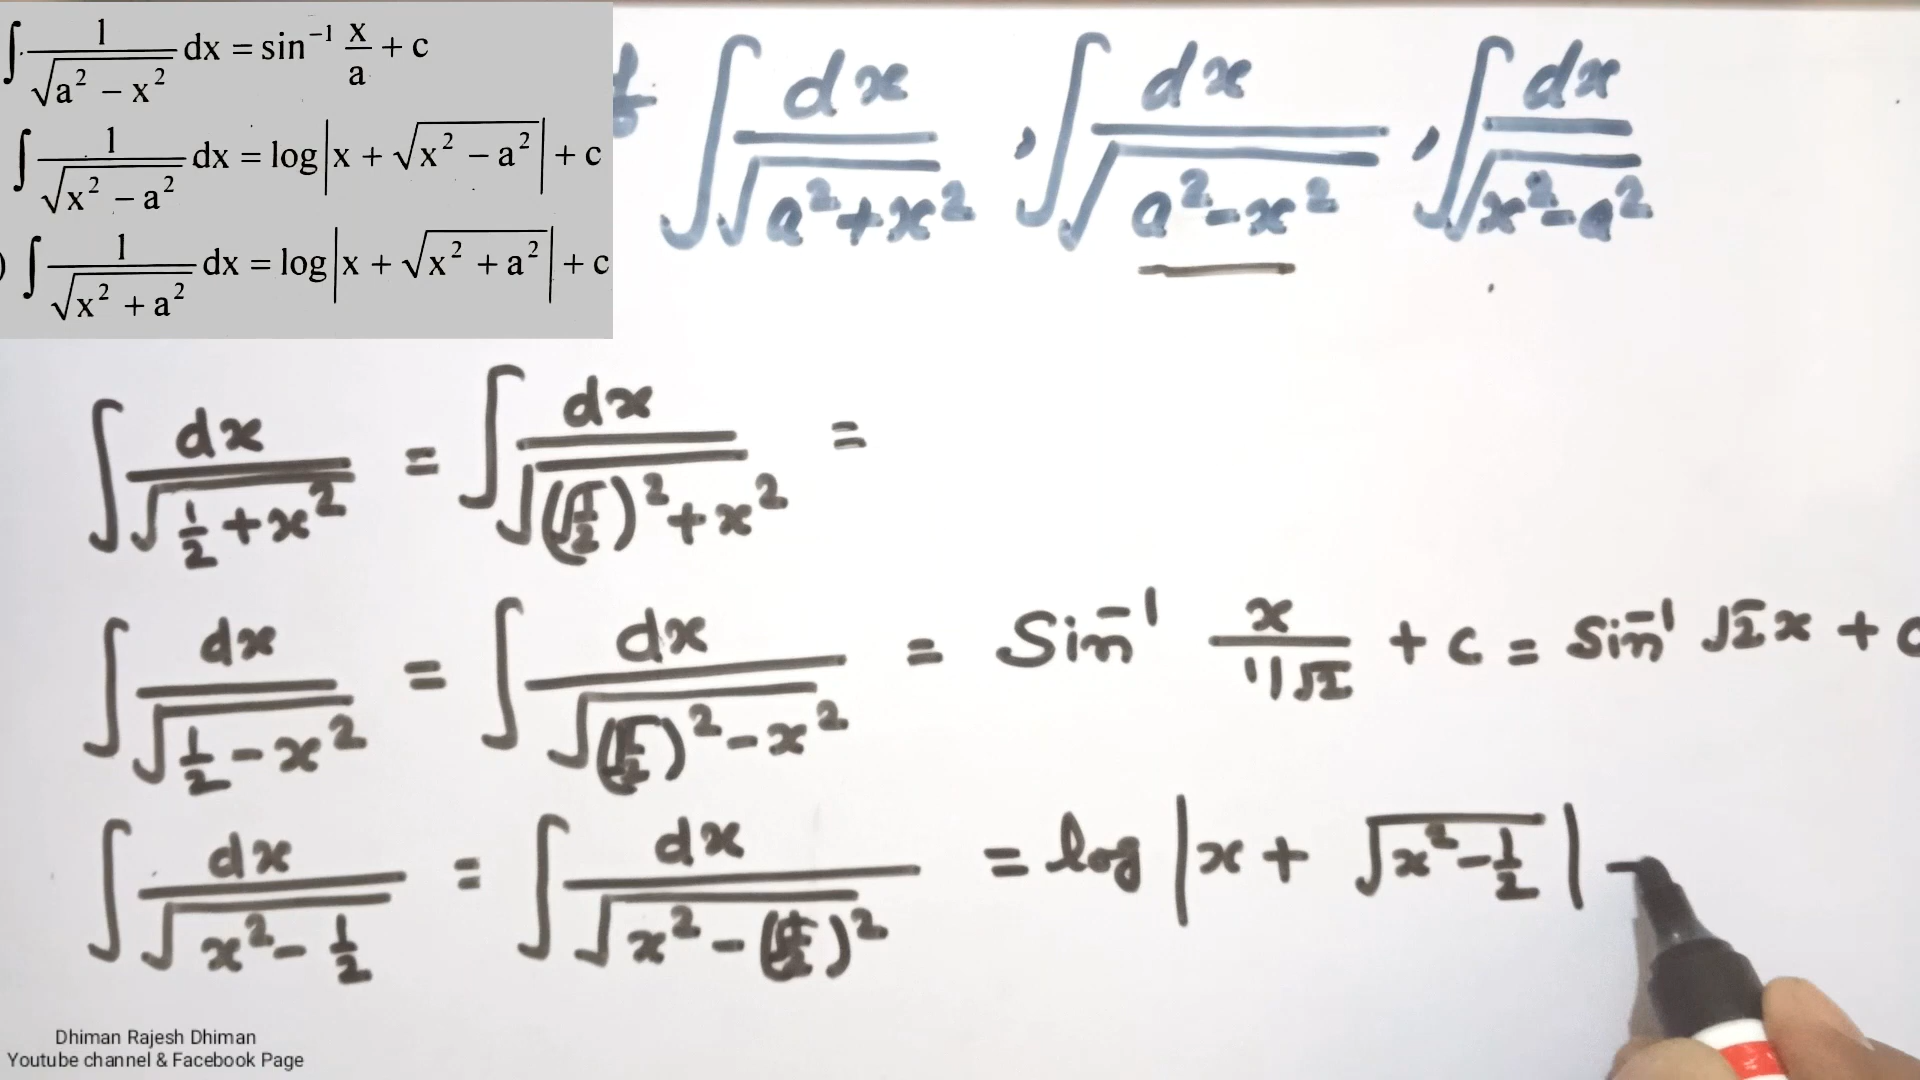 ∫ 1/√(a² − x²) dx = sin⁻¹ x/a + c
∫ 1/√(x² − a²) dx = log|x + √(x² − a²)| + c
) ∫ 1/√(x² + a²) dx = log|x + √(x² + a²)| + c
∫ dx/√(a²+x²) , ∫ dx/√(a²−x²) , ∫ dx/√(x²−a²)
∫ dx/√(1/2 + x²) = ∫ dx/√((√(1/2))² + x²) =
∫ dx/√(1/2 − x²) = ∫ dx/√((√(1/2))² − x²) = Sin⁻¹ x/(1/√2) + c = Sin⁻¹ √2x + c
∫ dx/√(x² − 1/2) = ∫ dx/√(x² − (√(1/2))²) = log |x + √(x² − 1/2)| −
Dhiman Rajesh Dhiman
Youtube channel & Facebook Page